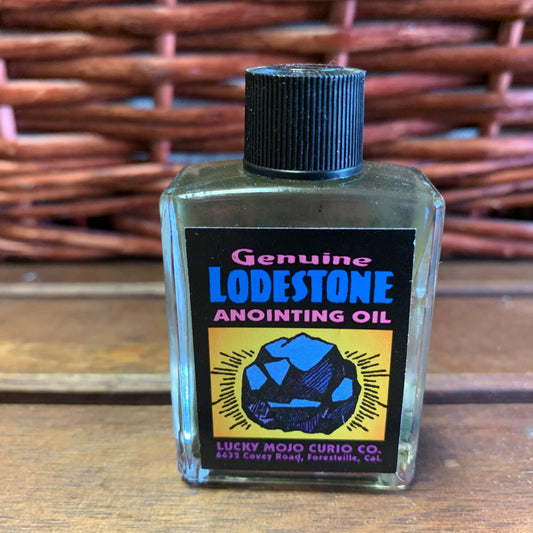 Genuine
LODESTONE
ANOINTING OIL
LUCKY MOJO CURIO CO.
6632 Covey Road, Forestville, Cal.